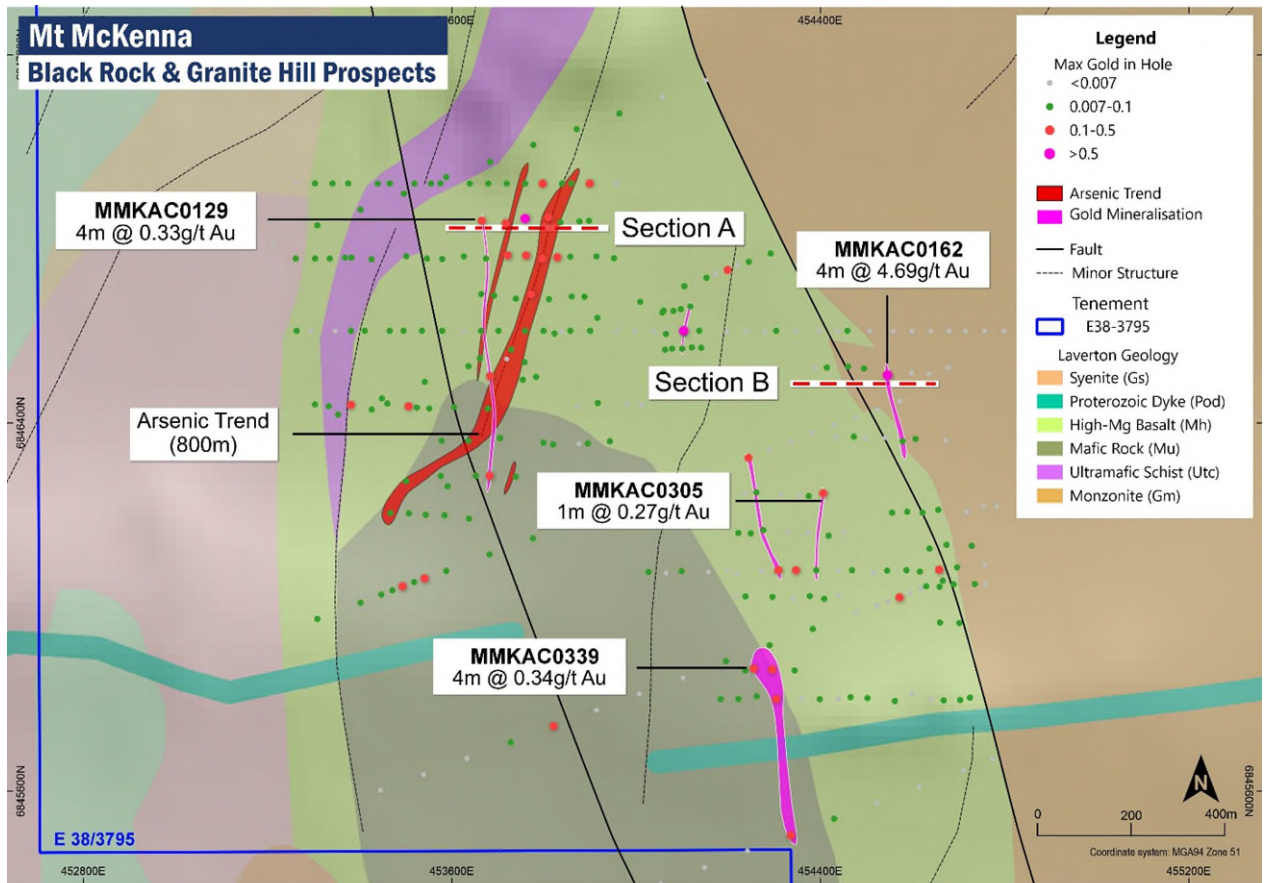 Mt McKenna
Black Rock & Granite Hill Prospects
600E
454400E
MMKAC0129
4m @ 0.33g/t Au
Section A
MMKAC0162
4m @ 4.69g/t Au
Section B
6846400N
Arsenic Trend
(800m)
MMKAC0305
1m @ 0.27g/t Au
MMKAC0339
4m @ 0.34g/t Au
6845600N
6845600N
E 38/3795
452800E
453600E
454400E
455200E
Legend
Max Gold in Hole
<0.007
0.007-0.1
0.1-0.5
>0.5
Arsenic Trend
Gold Mineralisation
Fault
Minor Structure
Tenement
E38-3795
Laverton Geology
Syenite (Gs)
Proterozoic Dyke (Pod)
High-Mg Basalt (Mh)
Mafic Rock (Mu)
Ultramafic Schist (Utc)
Monzonite (Gm)
N
0 200 400m
Coordinate system: MGA94 Zone 51